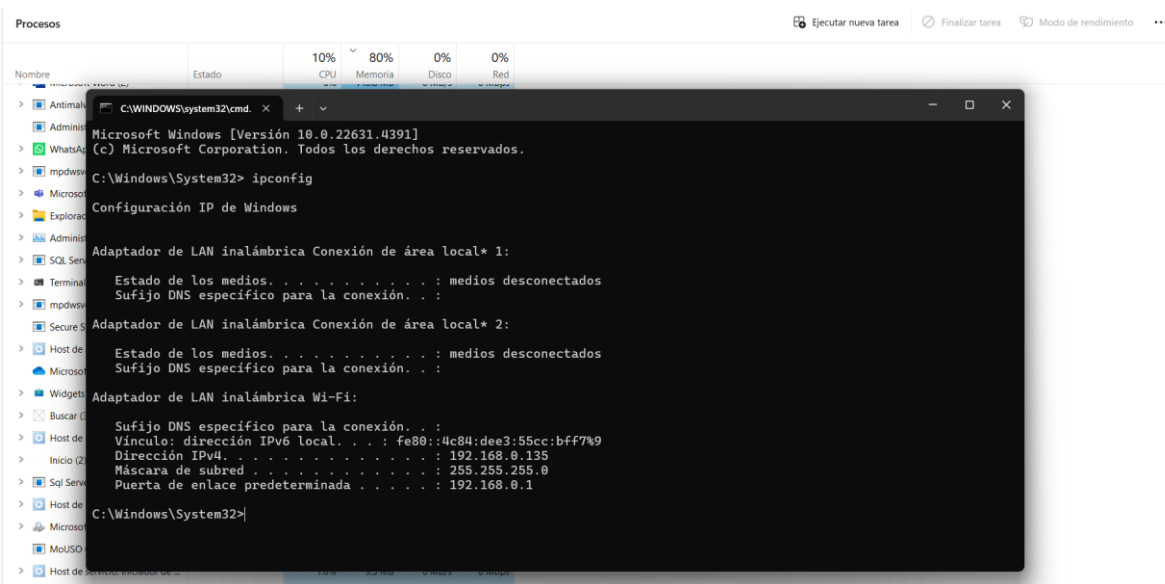 Procesos
Ejecutar nueva tarea
Finalizar tarea
Modo de rendimiento
10% 80% 0% 0%
Nombre Estado CPU Memoria Disco Red
C:\WINDOWS\system32\cmd.
Microsoft Windows [Versión 10.0.22631.4391]
(c) Microsoft Corporation. Todos los derechos reservados.
C:\Windows\System32> ipconfig
Configuración IP de Windows
Adaptador de LAN inalámbrica Conexión de área local* 1:
Estado de los medios. . . . . . . . . . . : medios desconectados
Sufijo DNS específico para la conexión. . :
Adaptador de LAN inalámbrica Conexión de área local* 2:
Estado de los medios. . . . . . . . . . . : medios desconectados
Sufijo DNS específico para la conexión. . :
Adaptador de LAN inalámbrica Wi-Fi:
Sufijo DNS específico para la conexión. . :
Vínculo: dirección IPv6 local. . . : fe80::4c84:dee3:55cc:bff7%9
Dirección IPv4. . . . . . . . . . . . . . : 192.168.0.135
Máscara de subred . . . . . . . . . . . . : 255.255.255.0
Puerta de enlace predeterminada . . . . . : 192.168.0.1
C:\Windows\System32>
Antimalw
Administ
WhatsAp
mpdwsv
Microsof
Explorad
Administ
SQL Serv
Terminal
mpdwsv
Secure S
Host de
Microsof
Widgets
Buscar (3
Host de
Inicio (2)
Sql Serve
Host de
Microsof
MoUSO
Host de servicio: Iniciador de ...